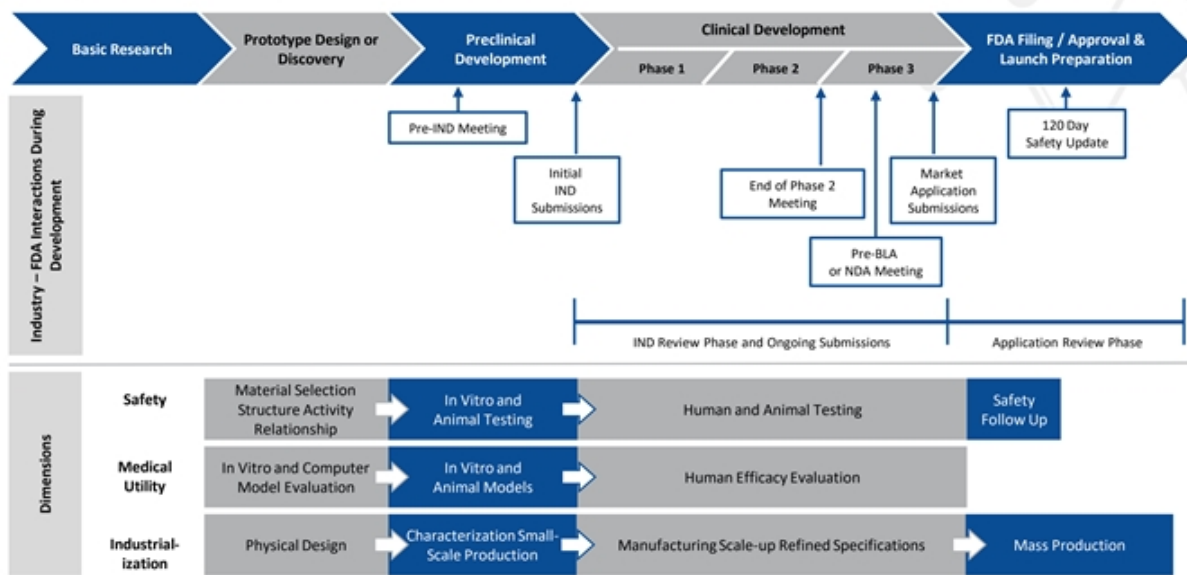 Basic Research
Prototype Design or
Discovery
Preclinical
Development
Clinical Development
Phase 1
Phase 2
Phase 3
FDA Filing / Approval &
Launch Preparation
Industry – FDA Interactions During
Development
Pre-IND Meeting
Initial
IND
Submissions
End of Phase 2
Meeting
Pre-BLA
or NDA Meeting
Market
Application
Submissions
120 Day
Safety Update
IND Review Phase and Ongoing Submissions
Application Review Phase
Dimensions
Safety
Material Selection
Structure Activity
Relationship
In Vitro and
Animal Testing
Human and Animal Testing
Safety
Follow Up
Medical
Utility
In Vitro and Computer
Model Evaluation
In Vitro and
Animal Models
Human Efficacy Evaluation
Industrial-
ization
Physical Design
Characterization Small-
Scale Production
Manufacturing Scale-up Refined Specifications
Mass Production